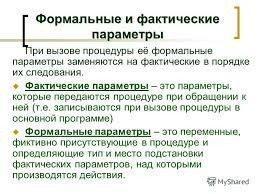 Формальные и фактические
параметры
При вызове процедуры её формальные
параметры заменяются на фактические в порядке
их следования.
Фактические параметры – это параметры,
которые передаются процедуре при обращении к
ней (т.е. записываются при вызове процедуры в
основной программе)
Формальные параметры – это переменные,
фиктивно присутствующие в процедуре и
определяющие тип и место подстановки
фактических параметров, над которыми
производятся действия.
MyShared